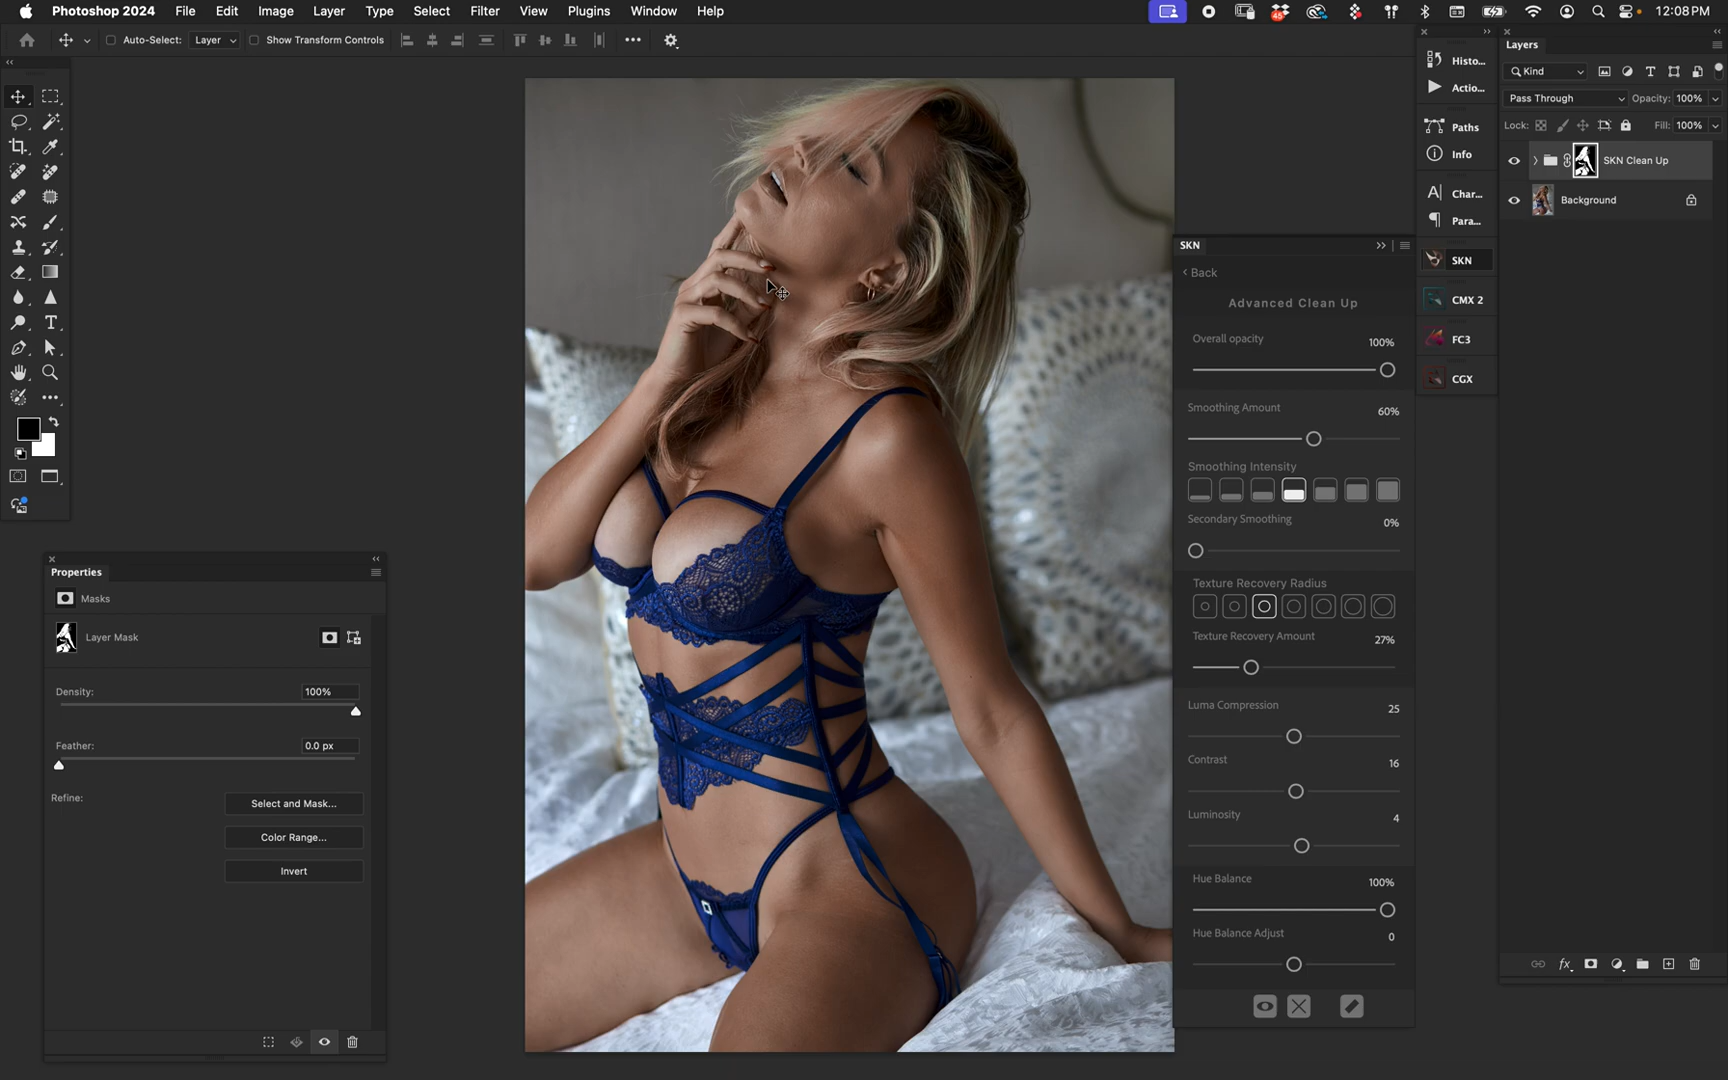 Photoshop 2024 File Edit Image Layer Type Select Filter View Plugins Window Help 12:08 PM
Auto-Select: Layer Show Transform Controls
Layers
Kind
Pass Through Opacity: 100%
Lock: Fill: 100%
SKN Clean Up
Background
Histo...
Actio...
Paths
Info
Char...
Para...
SKN
CMX 2
FC3
CGX
SKN
< Back
Advanced Clean Up
Overall opacity 100%
Smoothing Amount 60%
Smoothing Intensity
Secondary Smoothing 0%
Texture Recovery Radius
Texture Recovery Amount 27%
Luma Compression 25
Contrast 16
Luminosity 4
Hue Balance 100%
Hue Balance Adjust 0
Properties
Masks
Layer Mask
Density: 100%
Feather: 0.0 px
Refine: Select and Mask...
Color Range...
Invert